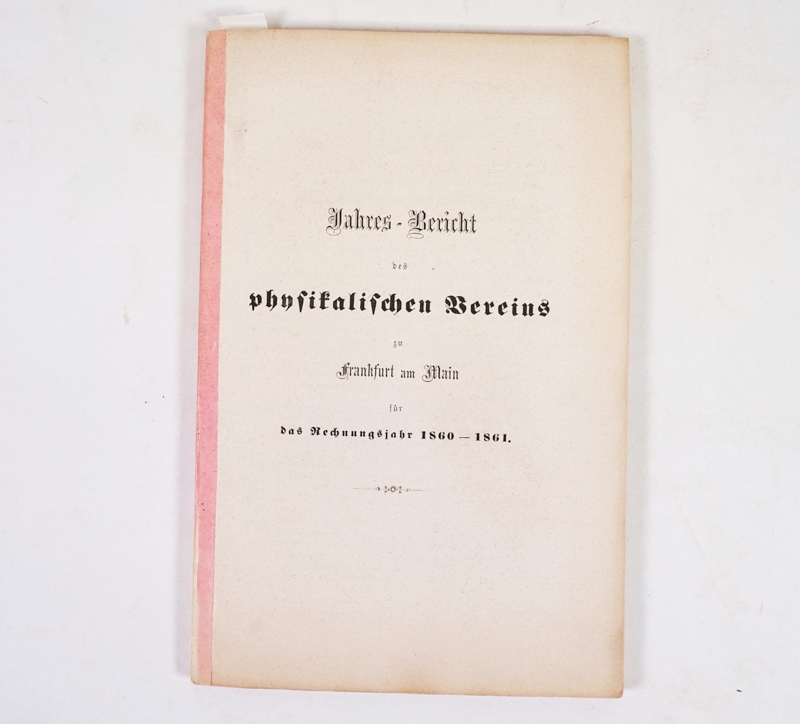 Jahres-Bericht
des
physikalischen Vereins
zu
Frankfurt am Main
für
das Rechnungsjahr 1860—1861.